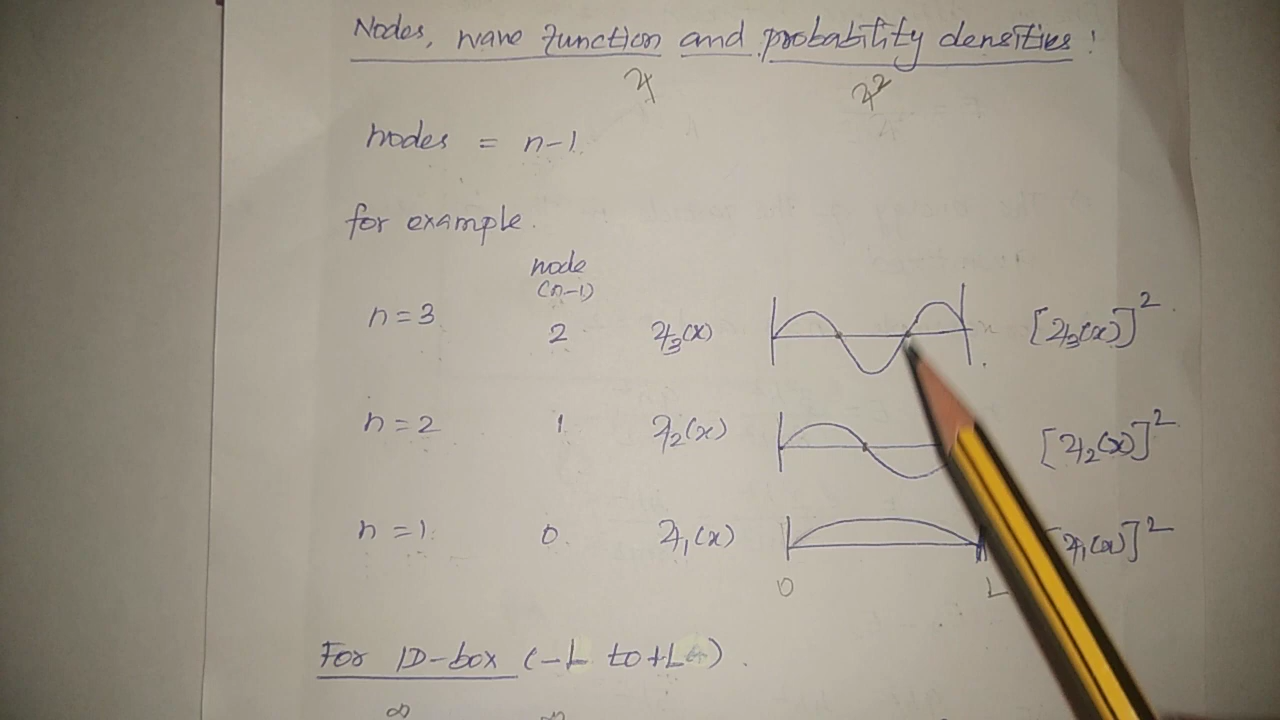 Nodes, wave function and probability densities!
ψ ψ²
nodes = n-1
for example.
node
(n-1)
n=3 2 ψ₃(x) x [ψ₃(x)]²
n=2 1 ψ₂(x) [ψ₂(x)]²
n=1 0 ψ₁(x) [ψ₁(x)]²
0 L
For 1D-box (-L to +L).
∞ ∞